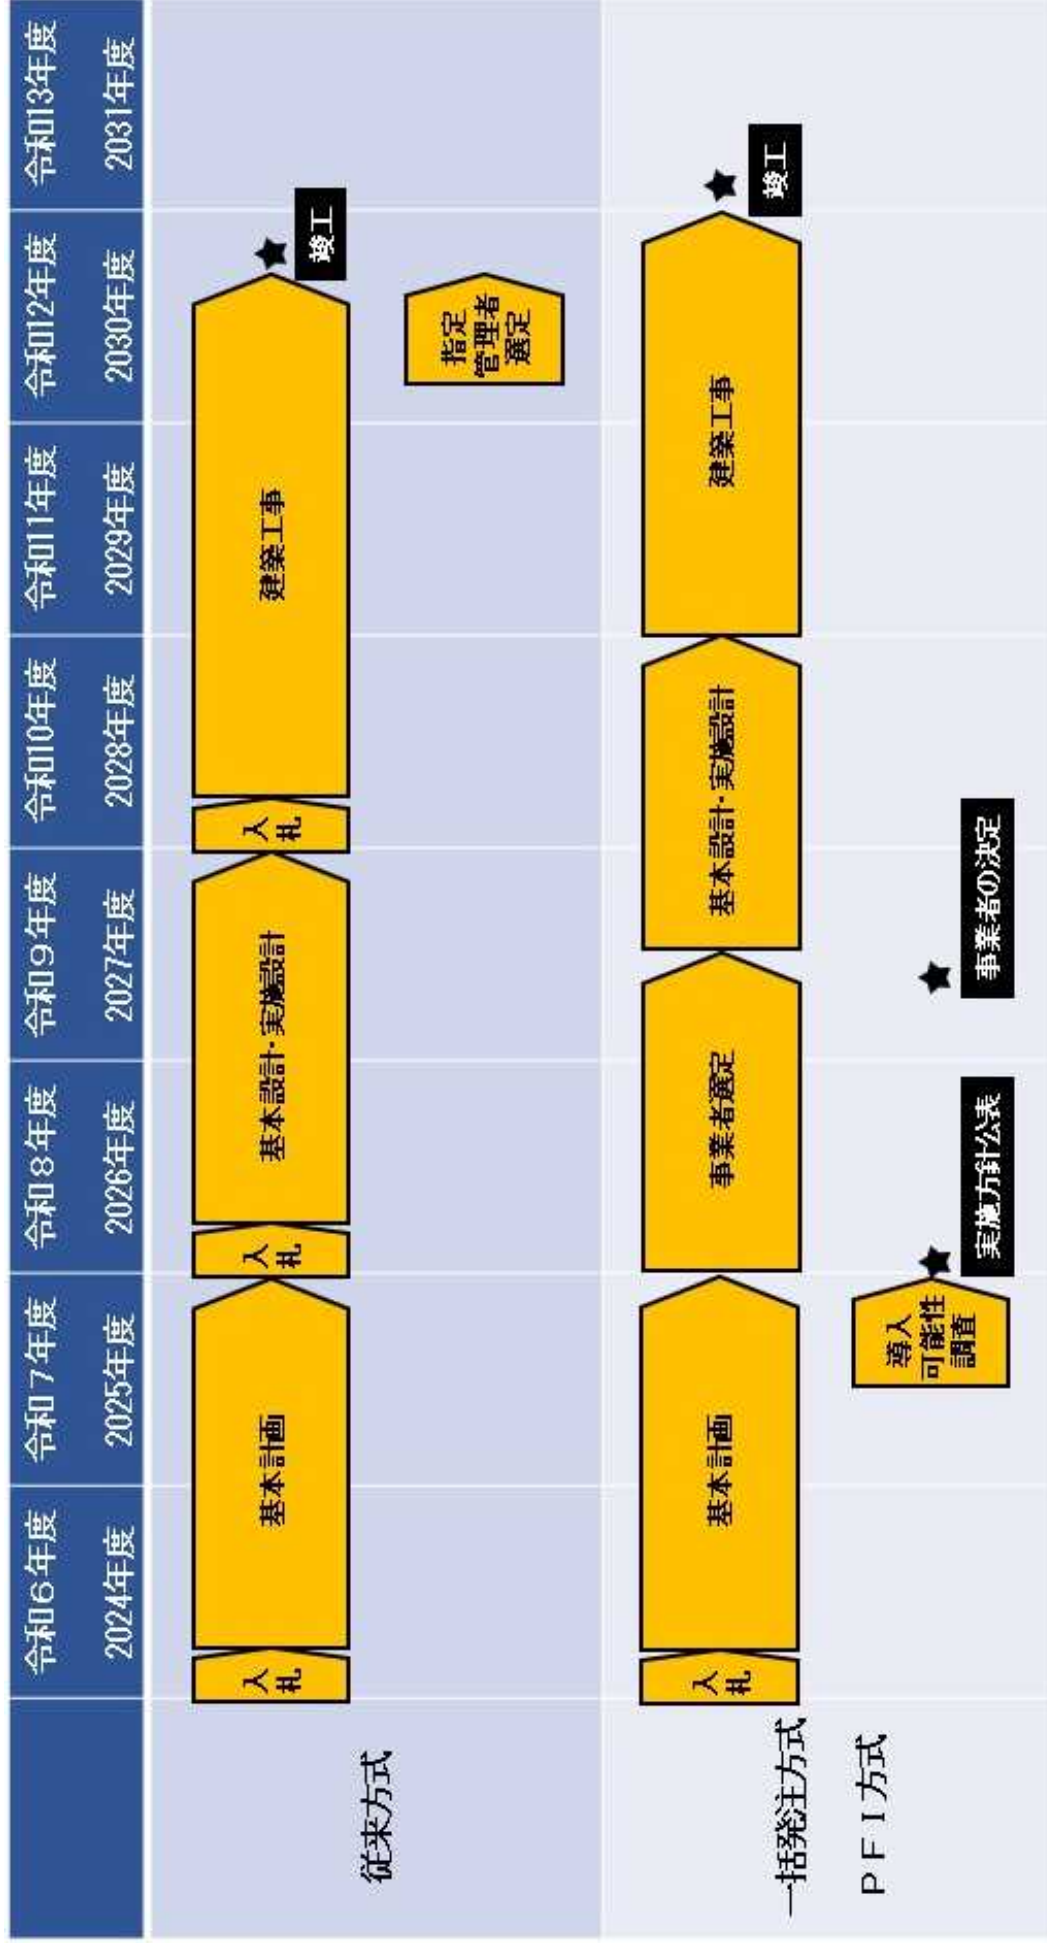 令和６年度
2024年度
令和７年度
2025年度
令和８年度
2026年度
令和９年度
2027年度
令和10年度
2028年度
令和11年度
2029年度
令和12年度
2030年度
令和13年度
2031年度
従来方式
入
札
基本計画
入
札
基本設計・実施設計
入
札
建築工事
竣工
指定
管理者
選定
一括発注方式
ＰＦＩ方式
入
札
基本計画
事業者選定
基本設計・実施設計
建築工事
竣工
導入
可能性
調査
実施方針公表
事業者の決定